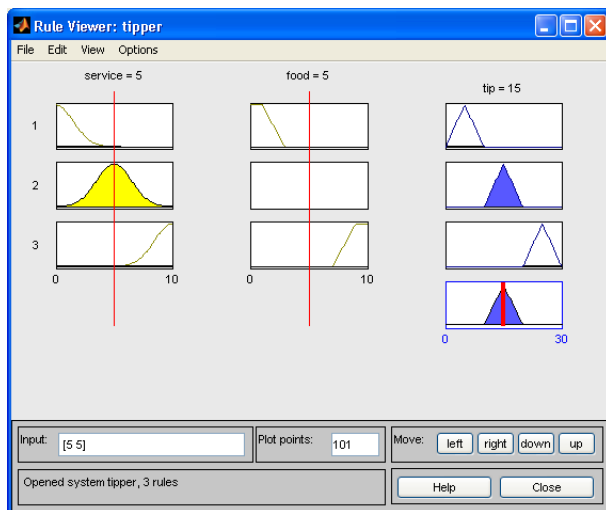 Rule Viewer: tipper
File Edit View Options
service = 5 food = 5 tip = 15
1
2
3
0 10 0 10
0 30
Input: [5 5] Plot points: 101 Move: left right down up
Opened system tipper, 3 rules Help Close